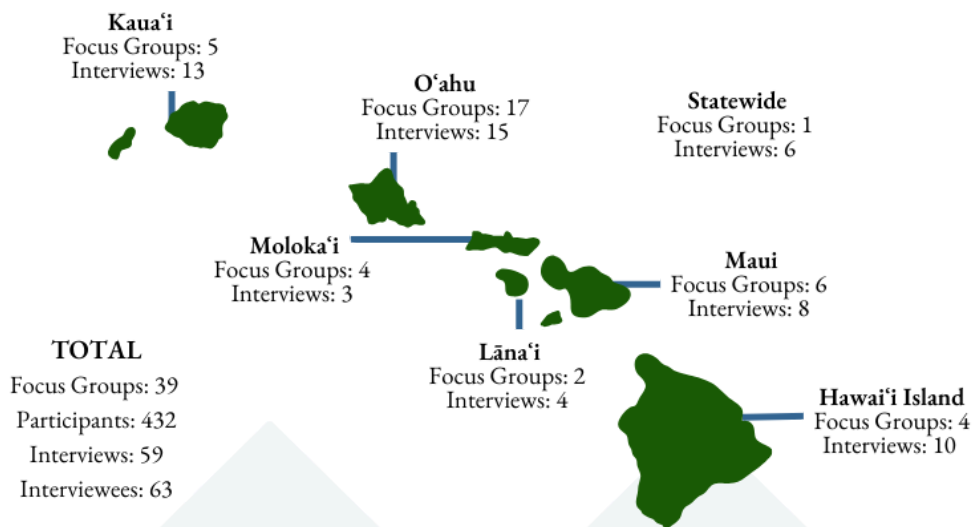 Kauaʻi
Focus Groups: 5
Interviews: 13
Oʻahu
Focus Groups: 17
Interviews: 15
Statewide
Focus Groups: 1
Interviews: 6
Molokaʻi
Focus Groups: 4
Interviews: 3
Maui
Focus Groups: 6
Interviews: 8
Lānaʻi
Focus Groups: 2
Interviews: 4
Hawaiʻi Island
Focus Groups: 4
Interviews: 10
TOTAL
Focus Groups: 39
Participants: 432
Interviews: 59
Interviewees: 63